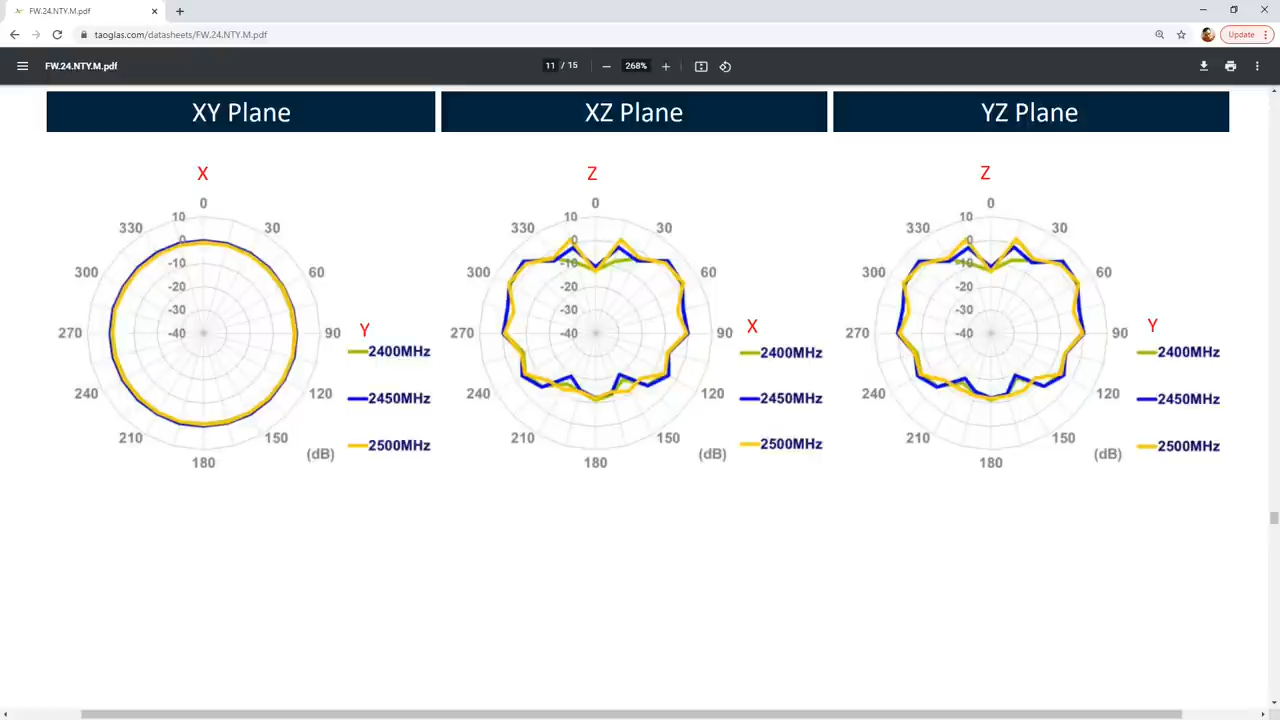 FW.24.NTY.M.pdf
taoglas.com/datasheets/FW.24.NTY.M.pdf
Update
FW.24.NTY.M.pdf
11 / 15
268%
XY Plane
XZ Plane
YZ Plane
X
0
10
330
30
0
-10
300
60
-20
-30
270
-40
90
Y
240
120
210
150
180
(dB)
2400MHz
2450MHz
2500MHz
Z
0
10
330
30
0
-10
300
60
-20
-30
270
-40
90
X
240
120
210
150
180
(dB)
2400MHz
2450MHz
2500MHz
Z
0
10
330
30
0
-10
300
60
-20
-30
270
-40
90
Y
240
120
210
150
180
(dB)
2400MHz
2450MHz
2500MHz